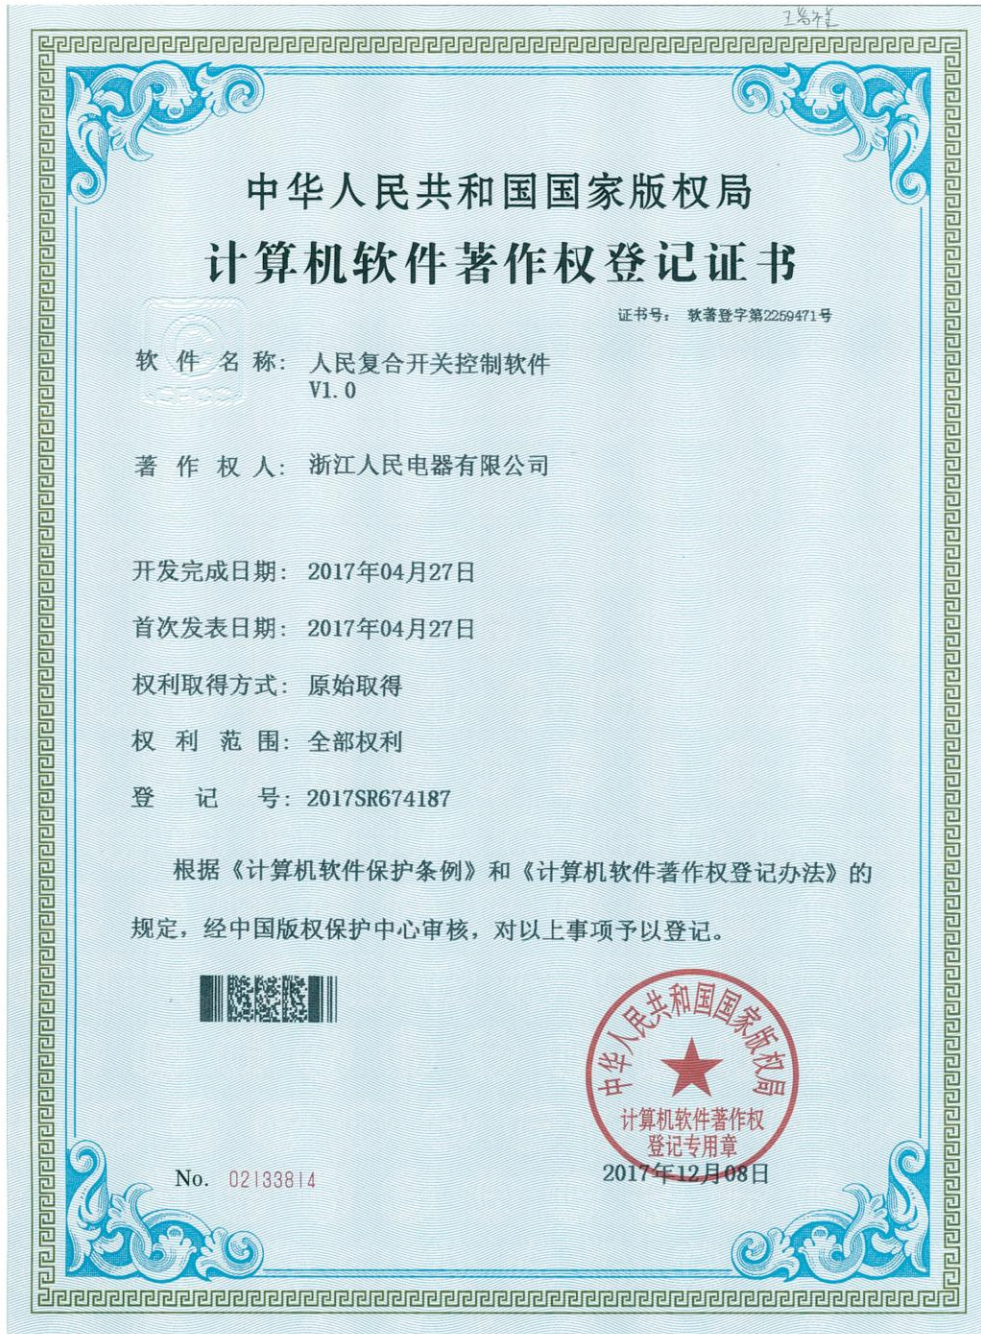 中华人民共和国国家版权局
计算机软件著作权登记证书
证书号： 软著登字第2259471号
软件名称： 人民复合开关控制软件
V1.0
著作权人： 浙江人民电器有限公司
开发完成日期： 2017年04月27日
首次发表日期： 2017年04月27日
权利取得方式： 原始取得
权利范围： 全部权利
登记号： 2017SR674187
根据《计算机软件保护条例》和《计算机软件著作权登记办法》的
规定，经中国版权保护中心审核，对以上事项予以登记。
中华人民共和国国家版权局
计算机软件著作权
登记专用章
No. 02133814
2017年12月08日